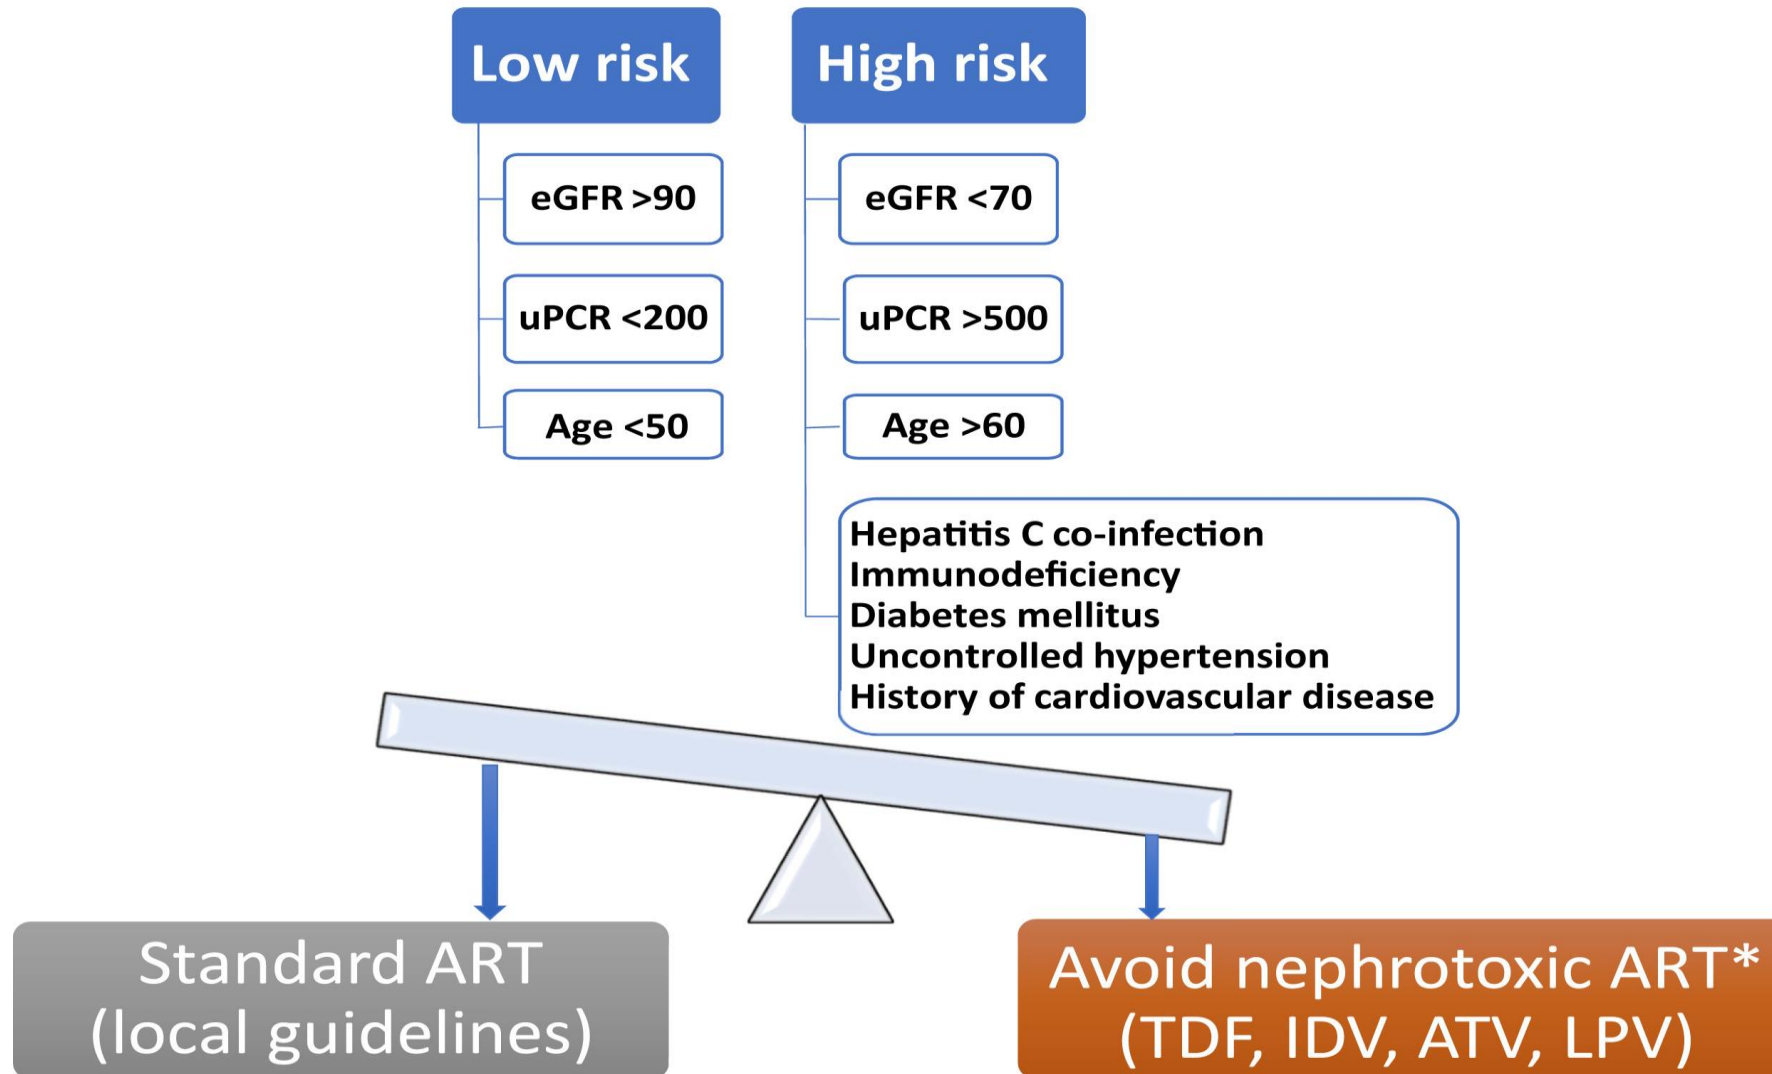 Low risk
eGFR >90
uPCR <200
Age <50
High risk
eGFR <70
uPCR >500
Age >60
Hepatitis C co-infection
Immunodeficiency
Diabetes mellitus
Uncontrolled hypertension
History of cardiovascular disease
Standard ART
(local guidelines)
Avoid nephrotoxic ART*
(TDF, IDV, ATV, LPV)